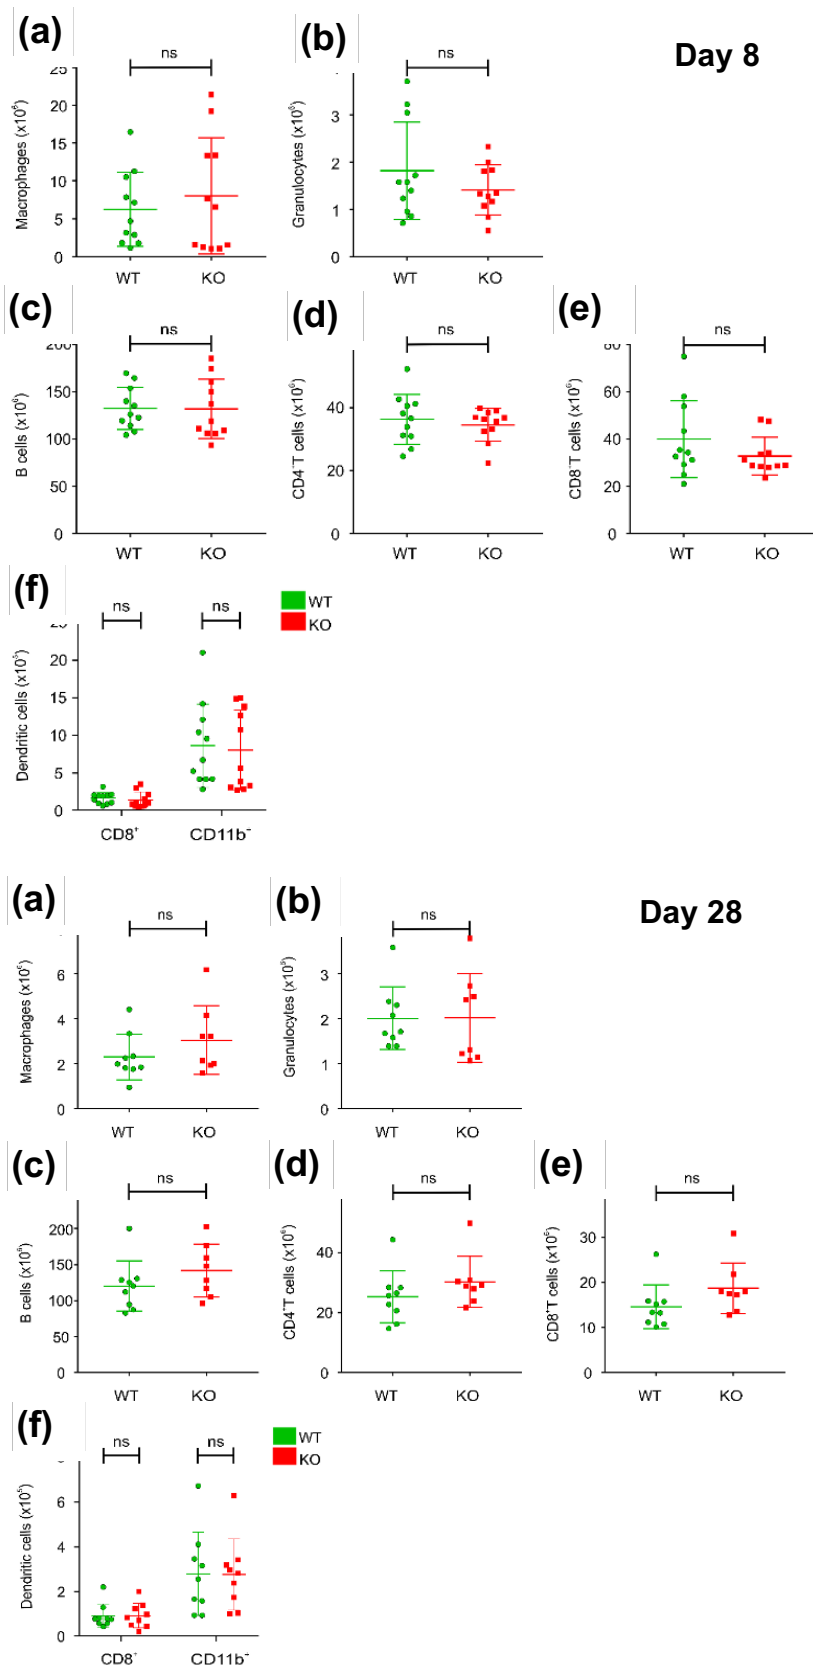 (a)
(b)
Day 8
ns
ns
Macrophages (x10⁶)
25
20
15
10
5
0
WT KO
Granulocytes (x10⁶)
3
2
1
0
WT KO
(c)
(d)
(e)
ns
ns
ns
B cells (x10⁶)
200
150
100
50
0
WT KO
CD4⁺T cells (x10⁶)
40
20
0
WT KO
CD8⁺T cells (x10⁶)
80
60
40
20
0
WT KO
(f)
WT
KO
ns
ns
Dendritic cells (x10⁵)
25
20
15
10
5
0
CD8⁺ CD11b⁻
(a)
(b)
Day 28
ns
ns
Macrophages (x10⁶)
6
4
2
0
WT KO
Granulocytes (x10⁵)
3
2
1
0
WT KO
(c)
(d)
(e)
ns
ns
ns
B cells (x10⁶)
200
150
100
50
0
WT KO
CD4⁺T cells (x10⁶)
40
20
0
WT KO
CD8⁺T cells (x10⁶)
30
20
10
0
WT KO
(f)
WT
KO
ns
ns
Dendritic cells (x10⁵)
6
4
2
0
CD8⁺ CD11b⁻